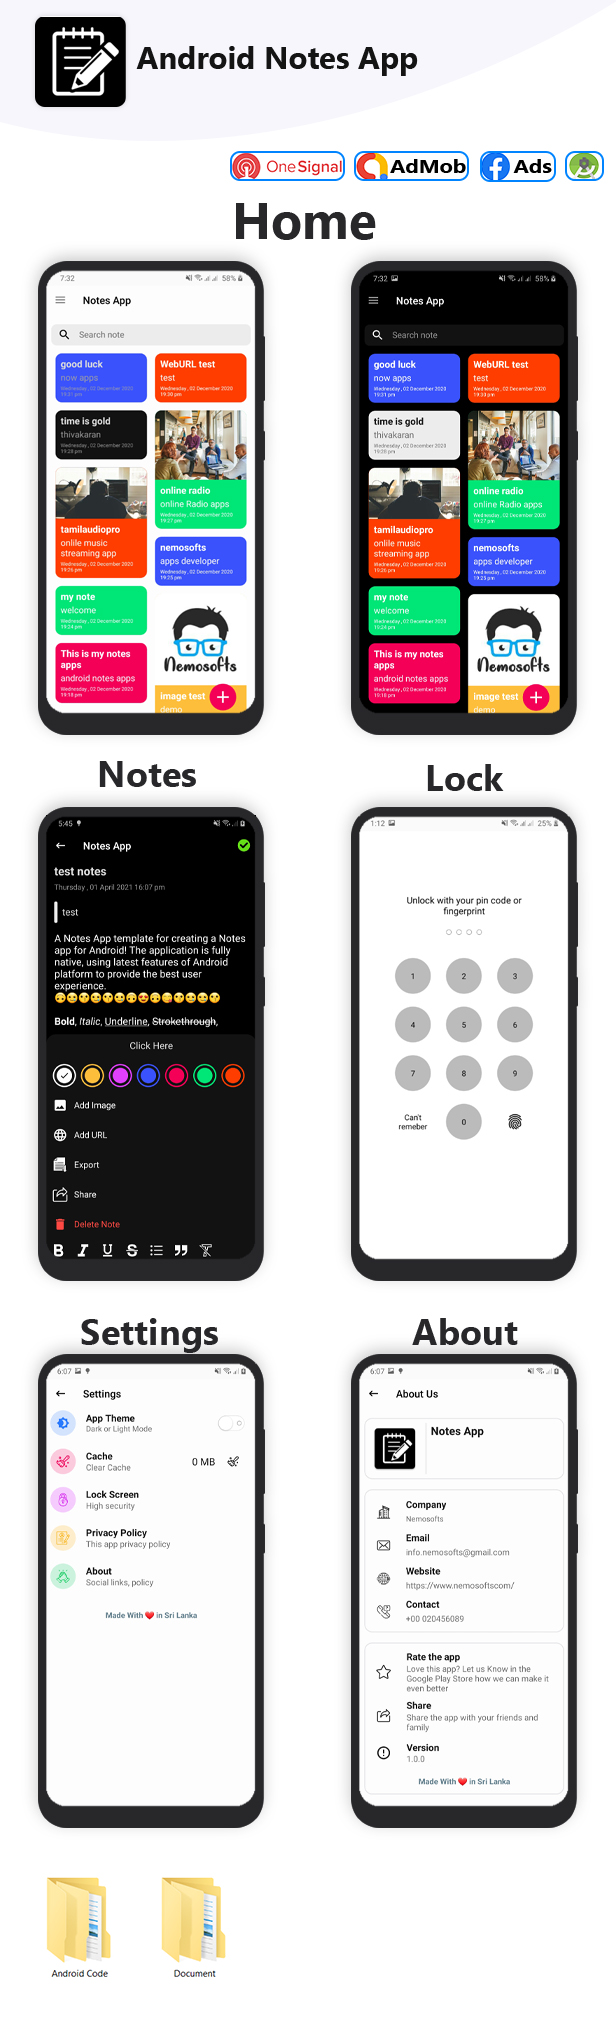 Android Notes App
OneSignal
AdMob
Ads
Home
7:32
58%
Notes App
Search note
good luck
now apps
Wednesday, 02 December 2020
19:31 pm
WebURL test
test
Wednesday, 02 December 2020
19:30 pm
time is gold
thivakaran
Wednesday, 02 December 2020
19:28 pm
online radio
online Radio apps
Wednesday, 02 December 2020
19:27 pm
tamilaudiopro
onlile music
streaming app
Wednesday, 02 December 2020
19:26 pm
nemosofts
apps developer
Wednesday, 02 December 2020
19:25 pm
my note
welcome
Wednesday, 02 December 2020
19:24 pm
Nemosofts
This is my notes
apps
android notes apps
Wednesday, 02 December 2020
19:18 pm
Image test
demo
7:32
58%
Notes App
Search note
good luck
now apps
Wednesday, 02 December 2020
19:31 pm
WebURL test
test
Wednesday, 02 December 2020
19:30 pm
time is gold
thivakaran
Wednesday, 02 December 2020
19:28 pm
online radio
online Radio apps
Wednesday, 02 December 2020
19:27 pm
tamilaudiopro
onlile music
streaming app
Wednesday, 02 December 2020
19:26 pm
nemosofts
apps developer
Wednesday, 02 December 2020
19:25 pm
my note
welcome
Wednesday, 02 December 2020
19:24 pm
Nemosofts
This is my notes
apps
android notes apps
Wednesday, 02 December 2020
19:18 pm
Image test
demo
Notes
5:45
Notes App
test notes
Thursday, 01 April 2021 16:07 pm
test
A Notes App template for creating a Notes
app for Android! The application is fully
native, using latest features of Android
platform to provide the best user
experience.
Bold, Italic, Underline, Strokethrough,
Click Here
Add Image
Add URL
Export
Share
Delete Note
B I U S
Lock
1:12
25%
Unlock with your pin code or
fingerprint
1 2 3
4 5 6
7 8 9
Can't
remeber
0
Settings
6:07
Settings
App Theme
Dark or Light Mode
Cache
Clear Cache
0 MB
Lock Screen
High security
Privacy Policy
This app privacy policy
About
Social links, policy
Made With ❤ in Sri Lanka
About
6:07
About Us
Notes App
Company
Nemosofts
Email
info.nemosofts@gmail.com
Website
https://www.nemosoftscom/
Contact
+00 020456089
Rate the app
Love this app? Let us Know in the
Google Play Store how we can make it
even better
Share
Share the app with your friends and
family
Version
1.0.0
Made With ❤ in Sri Lanka
Android Code
Document